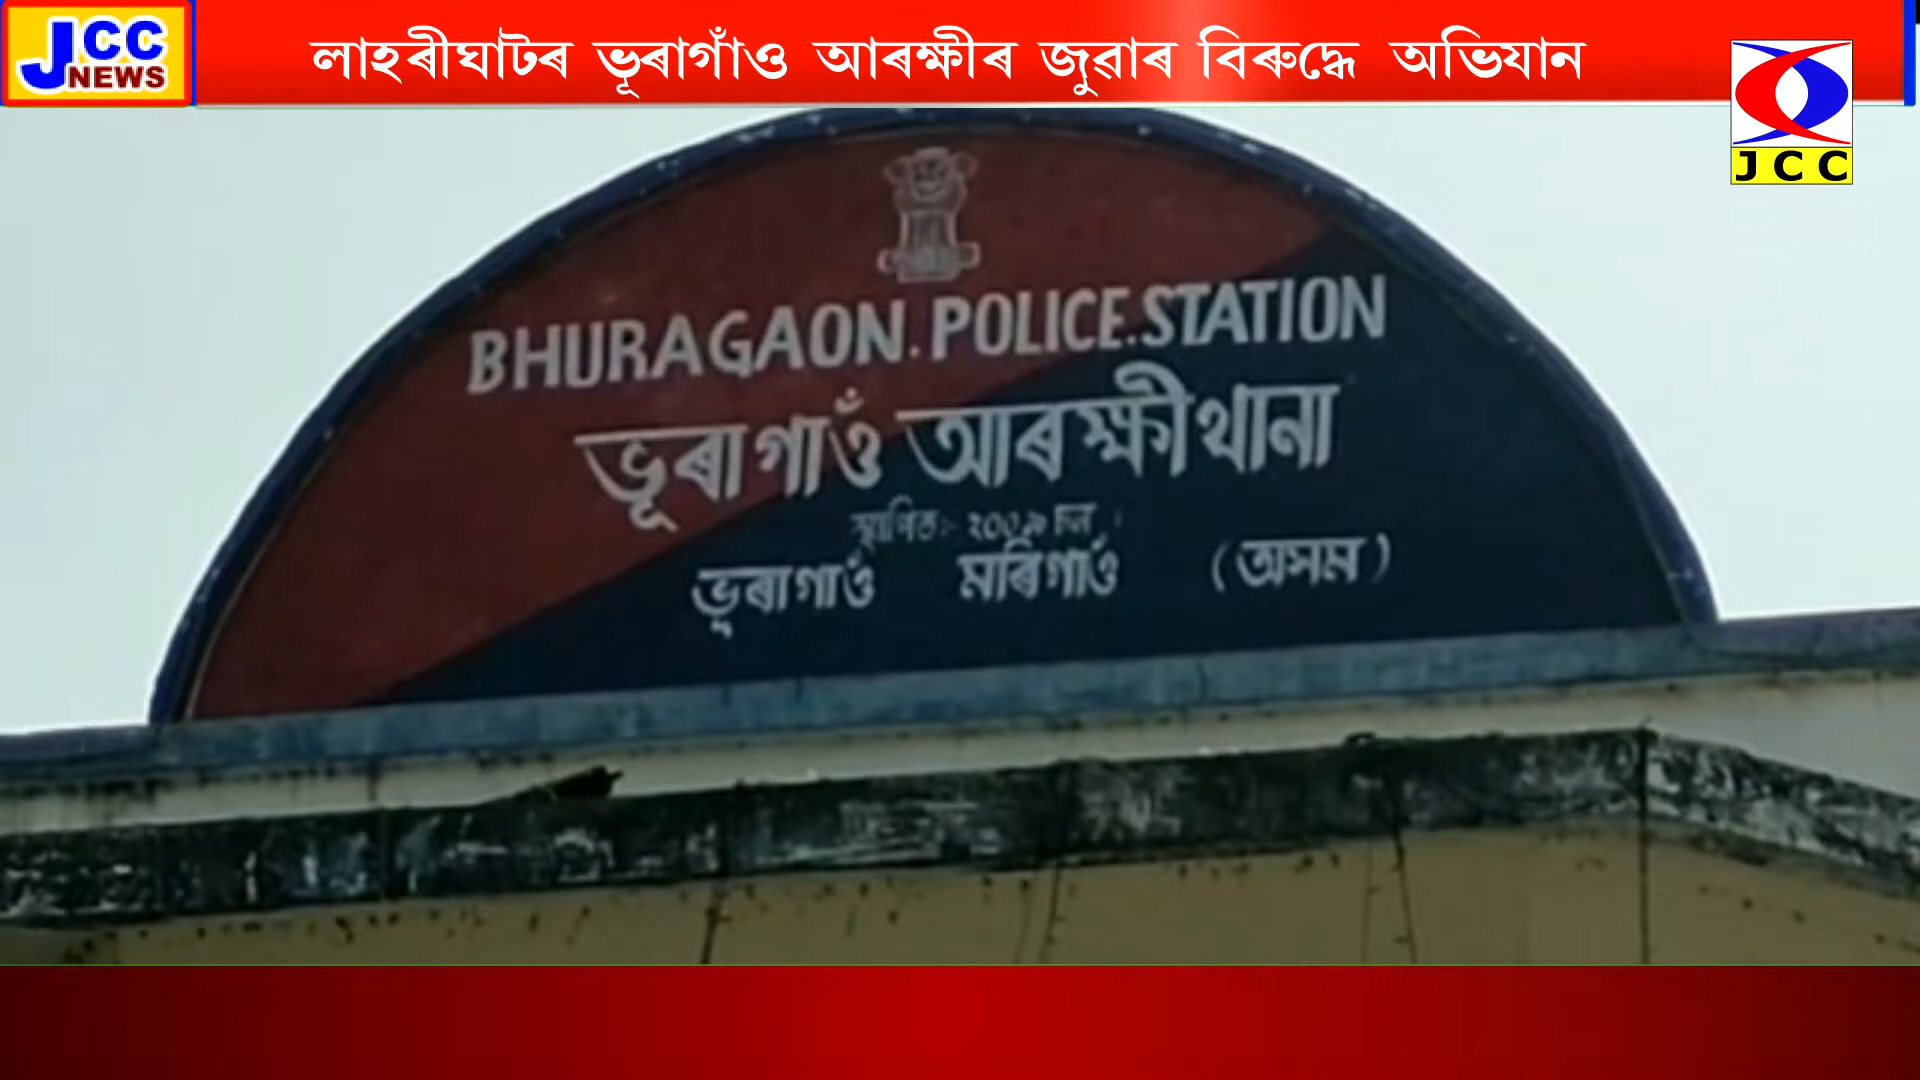 JCC NEWS
লাহৰীঘাটৰ ভূৰাগাঁও আৰক্ষীৰ জুৱাৰ বিৰুদ্ধে অভিযান
JCC
BHURAGAON. POLICE. STATION
ভূৰাগাওঁ আৰক্ষীথানা
স্থাপিত:-
ভূৰাগাওঁ মৰিগাওঁ (অসম)